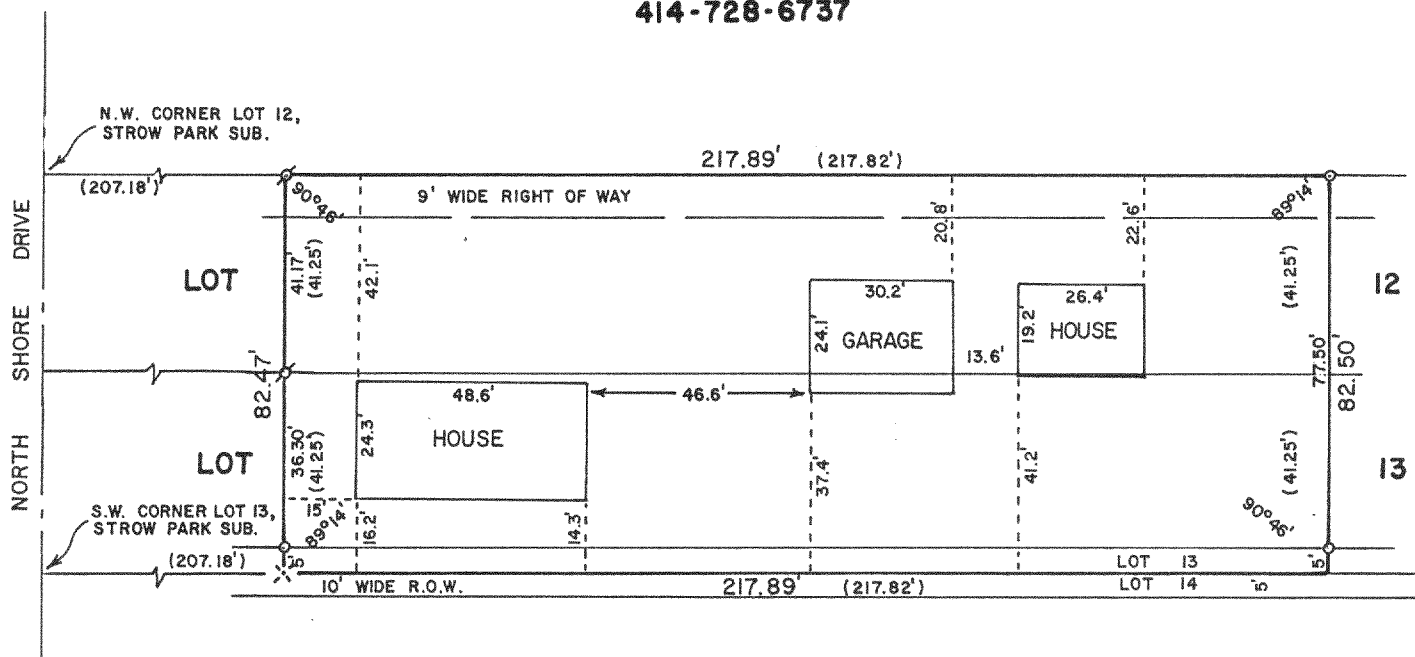 414-728-6737
N.W. CORNER LOT 12,
STROW PARK SUB.
217.89' (217.82')
(207.18')
90°46'
9' WIDE RIGHT OF WAY
89°14'
20.8'
22.6'
NORTH SHORE DRIVE
LOT
41.17'
(41.25')
42.1'
(41.25')
12
30.2'
24.1'
GARAGE
26.4'
19.2'
HOUSE
13.6'
82.47'
77.50'
82.50'
48.6'
46.6'
24.3'
HOUSE
LOT
36.30'
(41.25')
37.4'
41.2'
(41.25')
13
15'
89°14'
16.2'
14.3'
90°46'
S.W. CORNER LOT 13,
STROW PARK SUB.
(207.18')
5'
LOT 13
5'
10' WIDE R.O.W.
217.89' (217.82')
LOT 14
5'